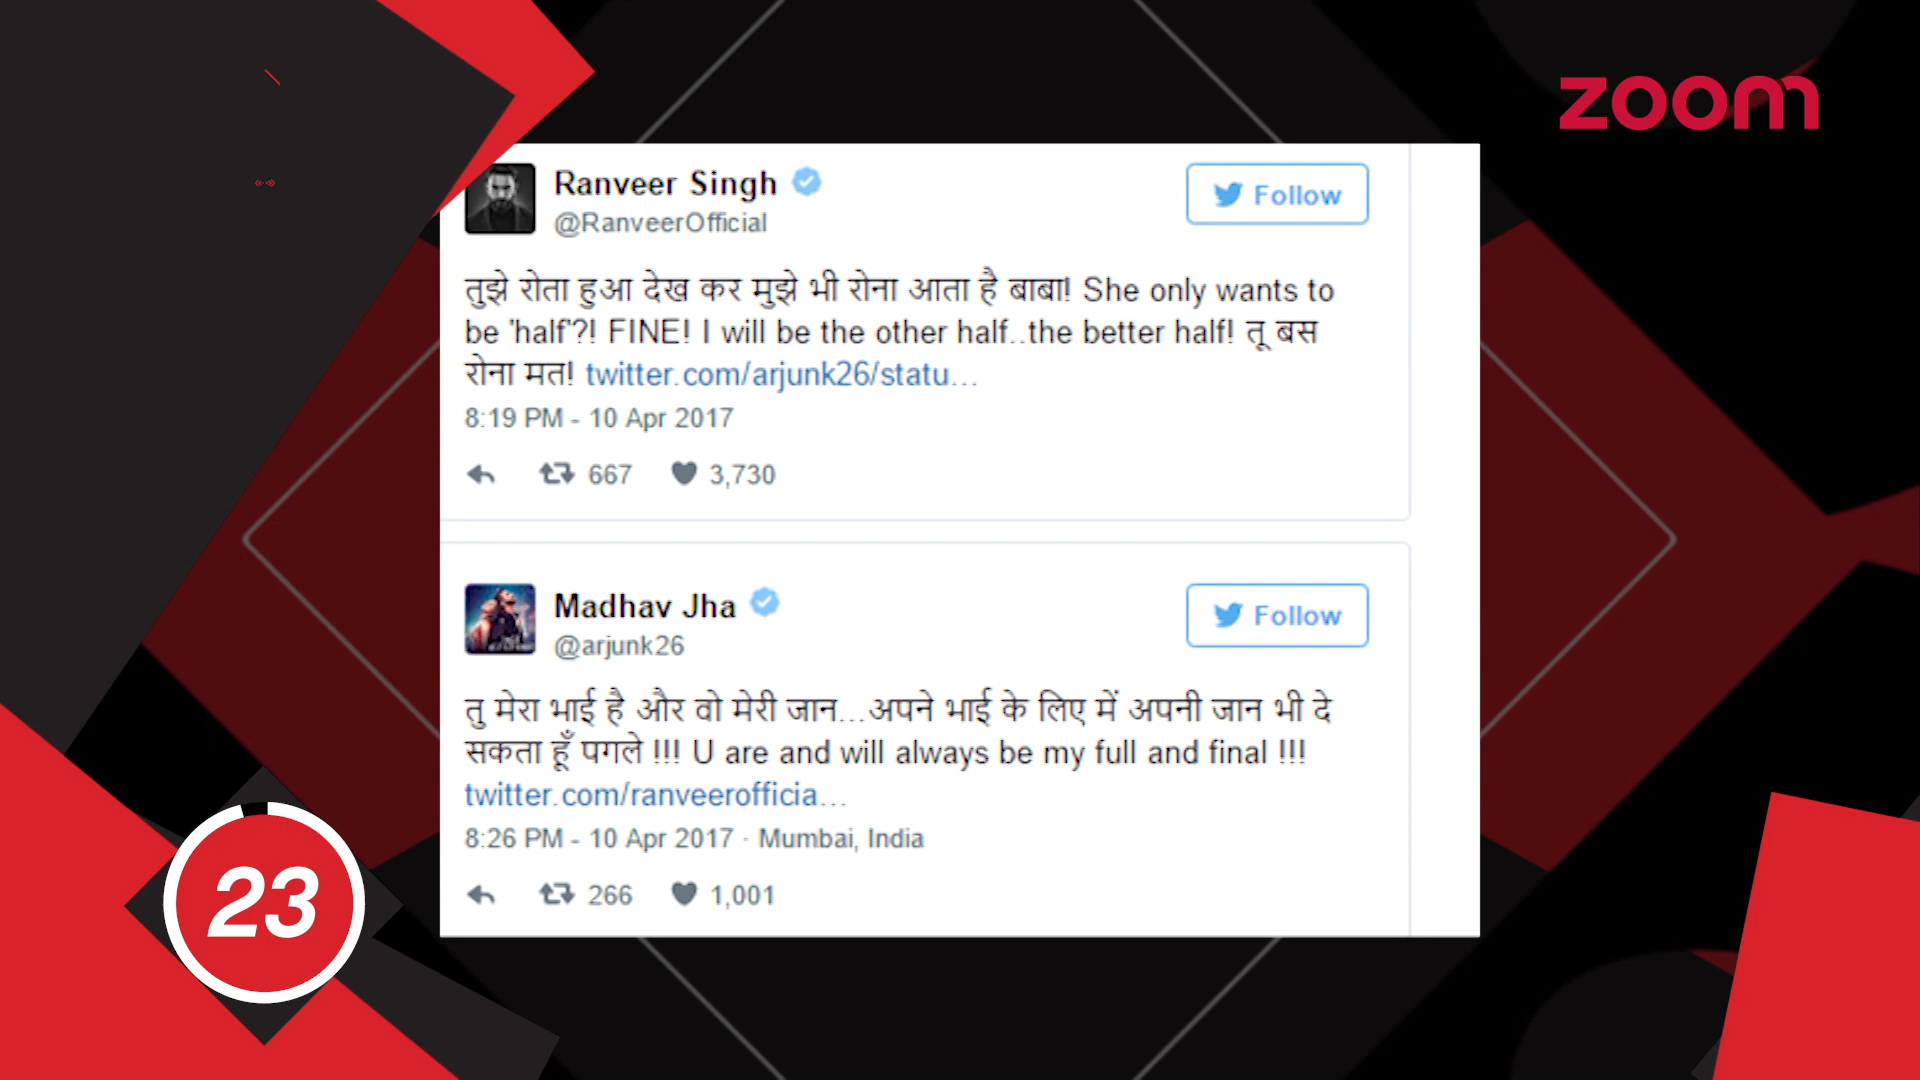 zoom
Ranveer Singh
@RanveerOfficial
Follow
तुझे रोता हुआ देख कर मुझे भी रोना आता है बाबा! She only wants to
be 'half'?! FINE! I will be the other half..the better half! तू बस
रोना मत! twitter.com/arjunk26/statu...
8:19 PM - 10 Apr 2017
667 3,730
Madhav Jha
@arjunk26
Follow
तु मेरा भाई है और वो मेरी जान...अपने भाई के लिए में अपनी जान भी दे
सकता हूँ पगले !!! U are and will always be my full and final !!!
twitter.com/ranveerofficia...
8:26 PM - 10 Apr 2017 · Mumbai, India
266 1,001
23